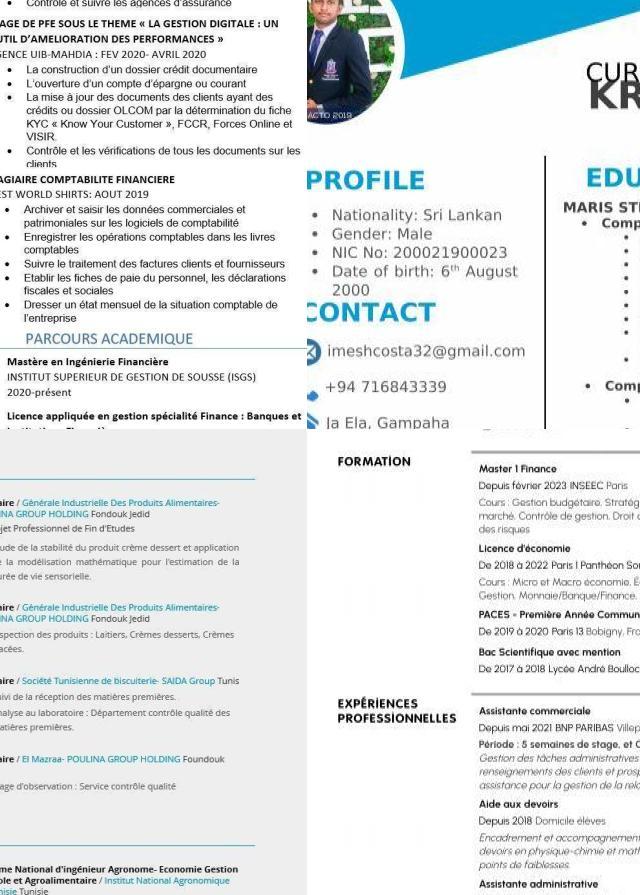 Contrôle et suivre les agences d'assurance
AGE DE PFE SOUS LE THEME « LA GESTION DIGITALE : UN
UTIL D'AMELIORATION DES PERFORMANCES »
GENCE UIB-MAHDIA : FEV 2020- AVRIL 2020
• La construction d'un dossier crédit documentaire
• L'ouverture d'un compte d'épargne ou courant
• La mise à jour des documents des clients ayant des
crédits ou dossier OLCOM par la détermination du fiche
KYC « Know Your Customer », FCCR, Forces Online et
VISIR.
• Contrôle et les vérifications de tous les documents sur les
clients
AGIAIRE COMPTABILITE FINANCIERE
EST WORLD SHIRTS: AOUT 2019
• Archiver et saisir les données commerciales et
patrimoniales sur les logiciels de comptabilité
• Enregistrer les opérations comptables dans les livres
comptables
• Suivre le traitement des factures clients et fournisseurs
• Etablir les fiches de paie du personnel, les déclarations
fiscales et sociales
• Dresser un état mensuel de la situation comptable de
l'entreprise
PARCOURS ACADEMIQUE
Mastère en Ingénierie Financière
INSTITUT SUPERIEUR DE GESTION DE SOUSSE (ISGS)
2020-présent
Licence appliquée en gestion spécialité Finance : Banques et
ACTO 2019
CUR
KR
PROFILE
• Nationality: Sri Lankan
• Gender: Male
• NIC No: 200021900023
• Date of birth: 6th August
2000
CONTACT
imeshcosta32@gmail.com
+94 716843339
Ja Ela, Gampaha
EDU
MARIS STE
• Comp
• Comp
aire / Générale Industrielle Des Produits Alimentaires-
INA GROUP HOLDING Fondouk Jedid
jet Professionnel de Fin d'Etudes
ude de la stabilité du produit crème dessert et application
e la modélisation mathématique pour l'estimation de la
urée de vie sensorielle.
aire / Générale Industrielle Des Produits Alimentaires-
INA GROUP HOLDING Fondouk Jedid
spection des produits : Laitiers, Crèmes desserts, Crèmes
acées.
aire / Société Tunisienne de biscuiterie- SAIDA Group Tunis
uivi de la réception des matières premières.
nalyse au laboratoire : Département contrôle qualité des
atières premières.
aire / El Mazraa- POULINA GROUP HOLDING Foundouk
age d'observation : Service contrôle qualité
me National d'ingénieur Agronome- Economie Gestion
ole et Agroalimentaire / Institut National Agronomique
nisie Tunisie
FORMATION
Master 1 Finance
Depuis février 2023 INSEEC Paris
Cours : Gestion budgétaire, Stratég
marché, Contrôle de gestion, Droit d
des risques
Licence d'économie
De 2018 à 2022 Paris 1 Panthéon Sor
Cours : Micro et Macro économie, É
Gestion, Monnaie/Banque/Finance,
PACES - Première Année Commun
De 2019 à 2020 Paris 13 Bobigny, Fra
Bac Scientifique avec mention
De 2017 à 2018 Lycée André Boulloc
EXPÉRIENCES
PROFESSIONNELLES
Assistante commerciale
Depuis mai 2021 BNP PARIBAS Villep
Période : 5 semaines de stage, et C
Gestion des tâches administratives
renseignements des clients et prosp
assistance pour la gestion de la rela
Aide aux devoirs
Depuis 2018 Domicile élèves
Encadrement et accompagnement
devoirs en physique-chimie et math
points de faiblesses.
Assistante administrative